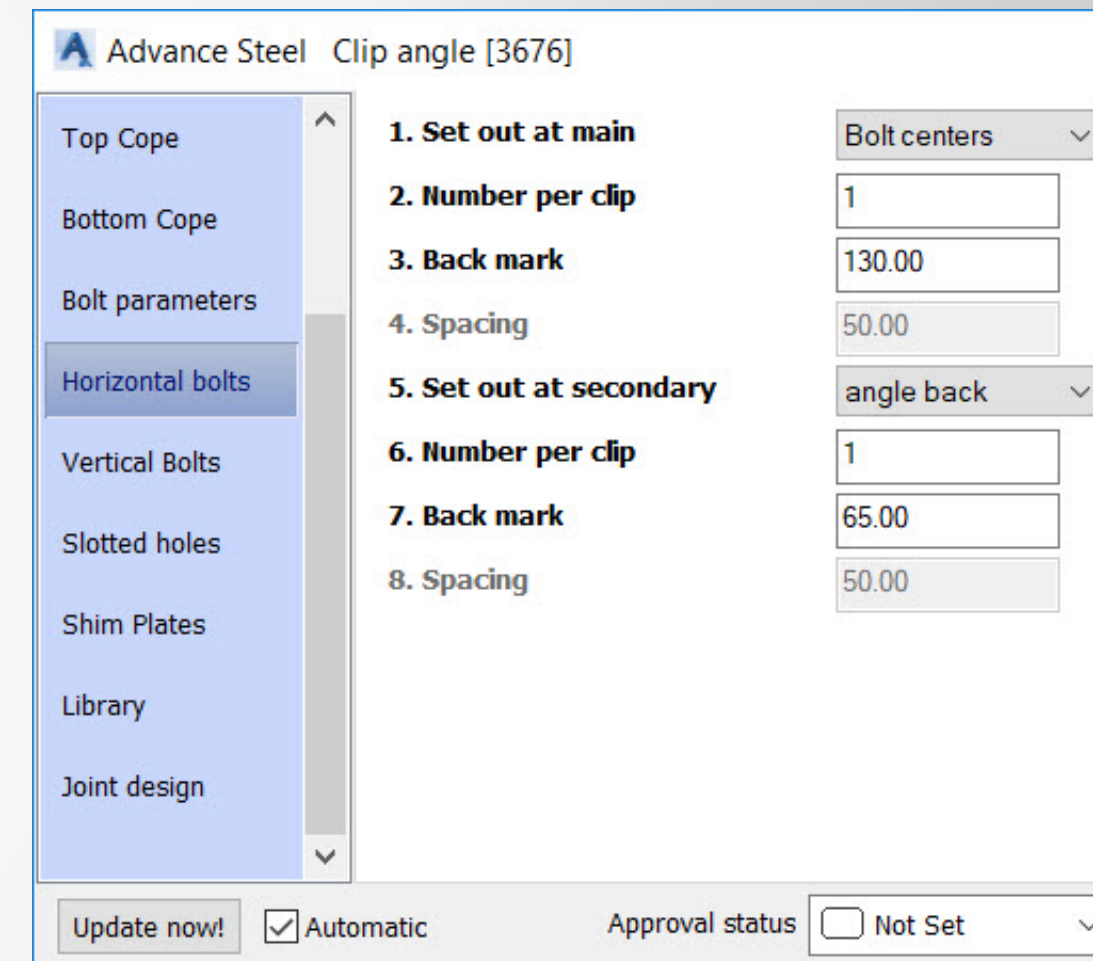 Advance Steel Clip angle [3676]
Top Cope
Bottom Cope
Bolt parameters
Horizontal bolts
Vertical Bolts
Slotted holes
Shim Plates
Library
Joint design
1. Set out at main Bolt centers
2. Number per clip 1
3. Back mark 130.00
4. Spacing 50.00
5. Set out at secondary angle back
6. Number per clip 1
7. Back mark 65.00
8. Spacing 50.00
Update now! Automatic Approval status Not Set